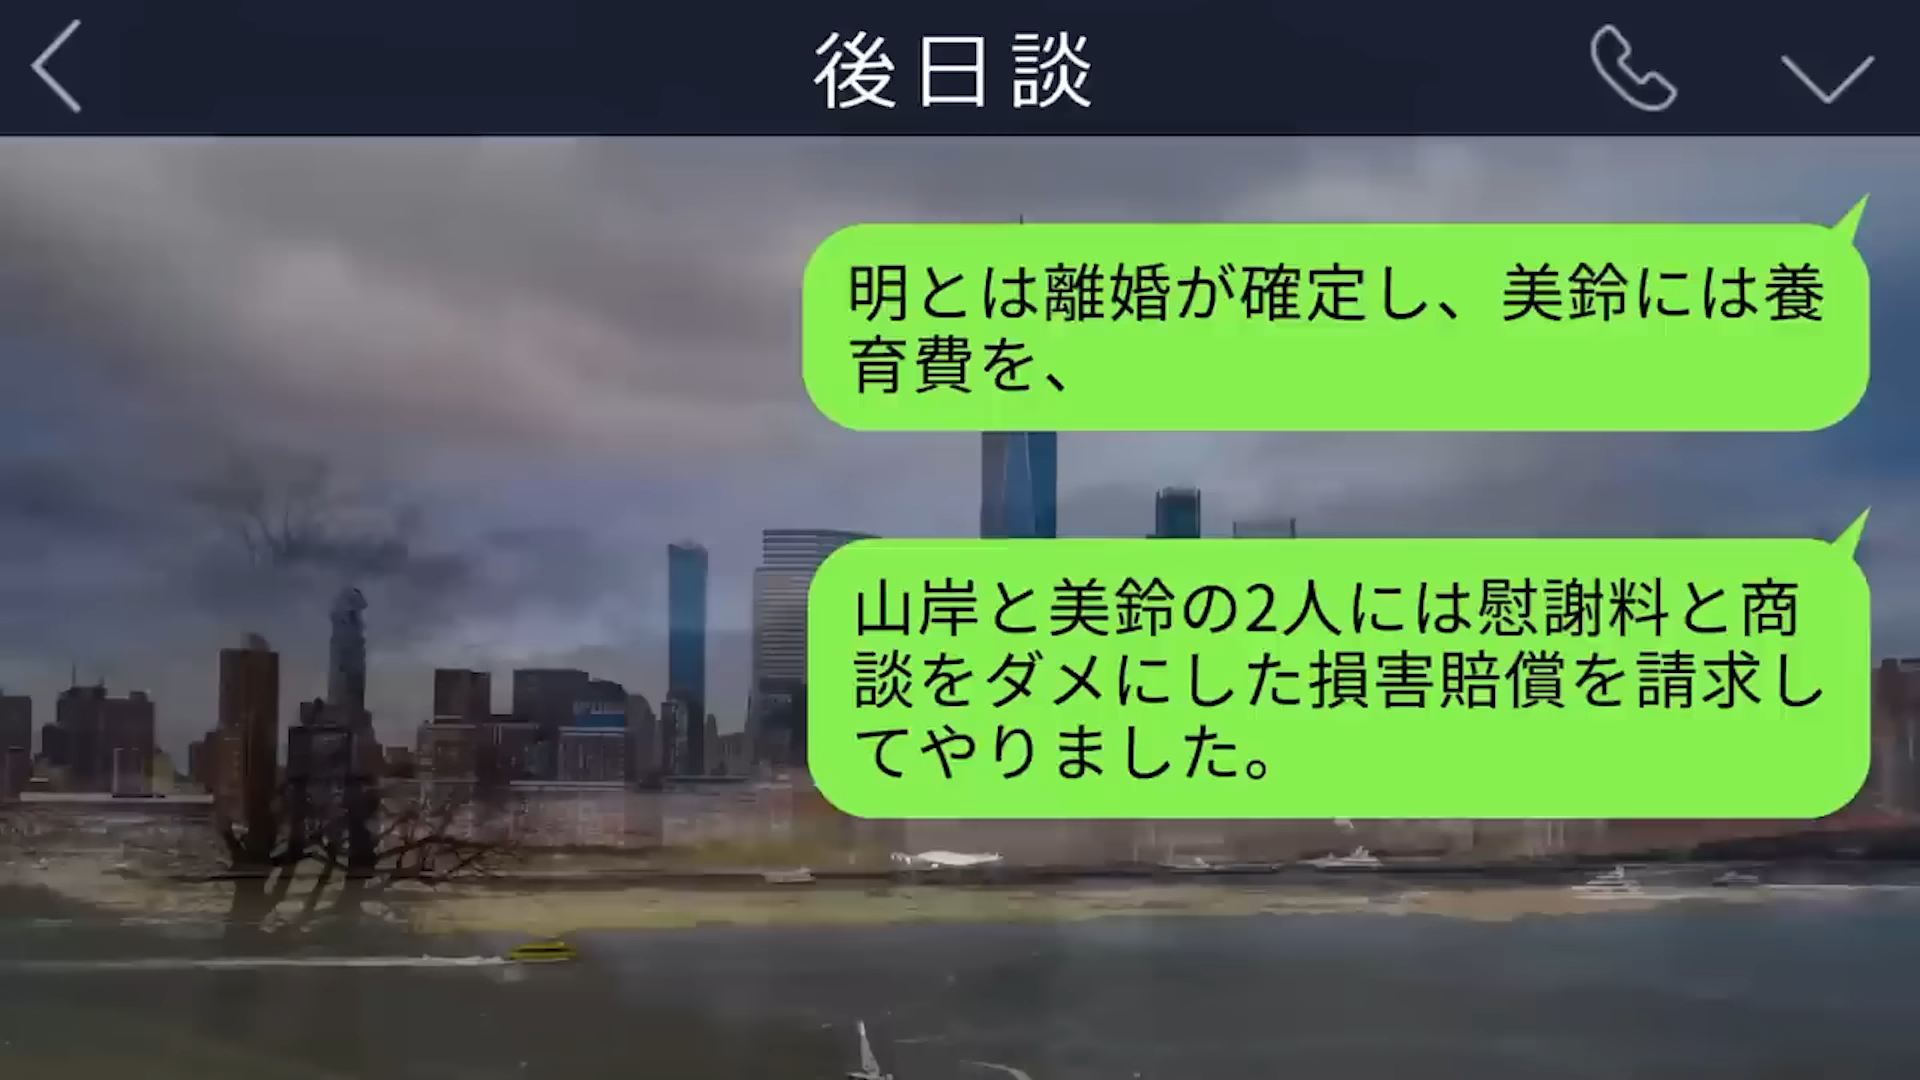 後日談
明とは離婚が確定し、美鈴には養
育費を、
山岸と美鈴の2人には慰謝料と商
談をダメにした損害賠償を請求し
てやりました。